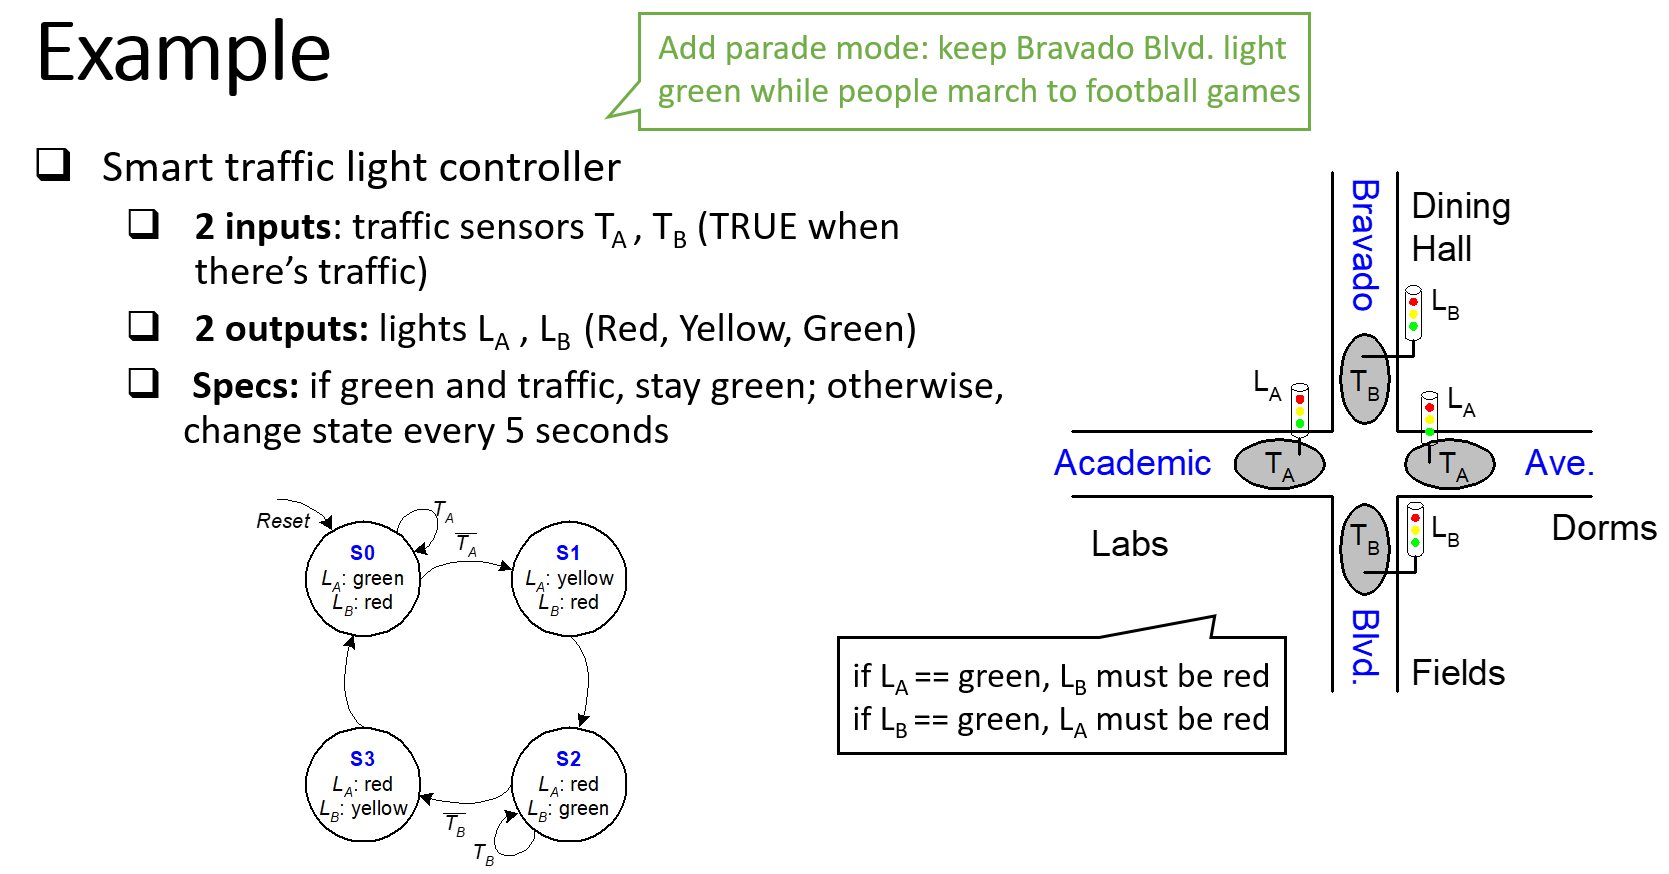 Example
Add parade mode: keep Bravado Blvd. light
green while people march to football games
❑ Smart traffic light controller
❑ 2 inputs: traffic sensors T_A , T_B (TRUE when
there’s traffic)
❑ 2 outputs: lights L_A , L_B (Red, Yellow, Green)
❑ Specs: if green and traffic, stay green; otherwise,
change state every 5 seconds
Reset
T_A
T̅_A
S0
L_A: green
L_B: red
S1
L_A: yellow
L_B: red
S3
L_A: red
L_B: yellow
S2
L_A: red
L_B: green
T̅_B
T_B
Bravado
Dining
Hall
L_B
T_B
L_A
L_A
Academic
T_A
T_A
Ave.
Labs
T_B
L_B
Dorms
Blvd.
Fields
if L_A == green, L_B must be red
if L_B == green, L_A must be red